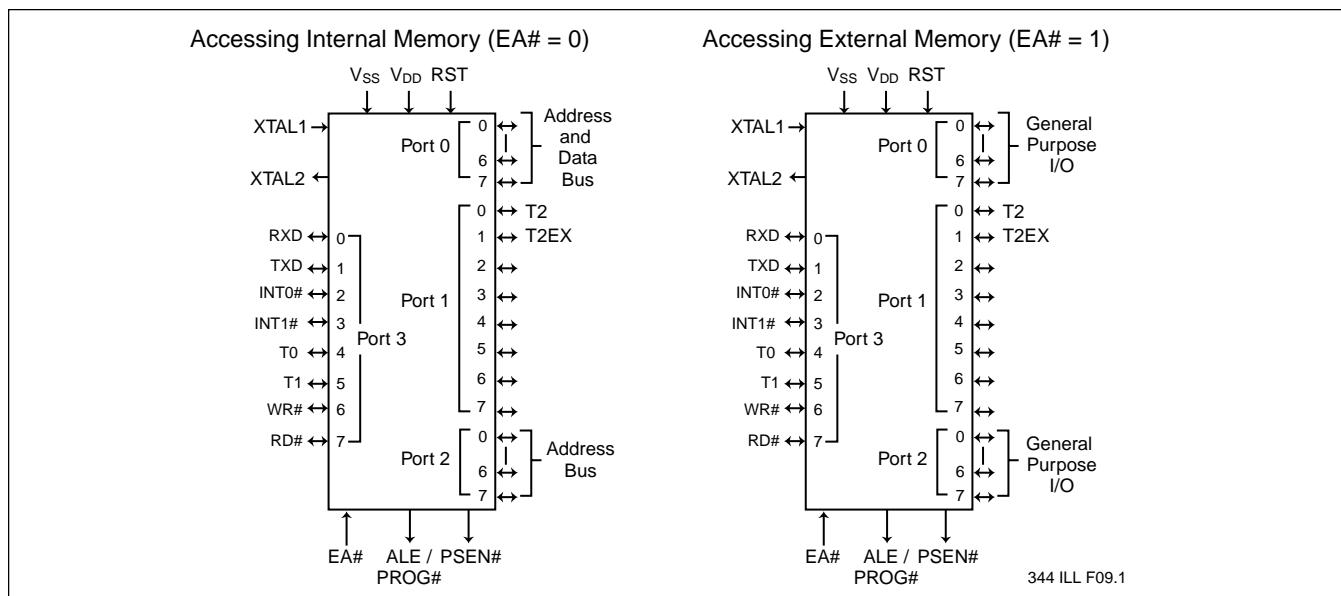 Accessing Internal Memory (EA# = 0)
VSS VDD RST
XTAL1
XTAL2
RXD
TXD
INT0#
INT1#
T0
T1
WR#
RD#
0
1
2
3
4
5
6
7
Port 3
Port 0
0
6
7
Address
and
Data
Bus
Port 1
0
1
2
3
4
5
6
7
T2
T2EX
Port 2
0
6
7
Address
Bus
EA# ALE / PSEN#
PROG#
Accessing External Memory (EA# = 1)
VSS VDD RST
XTAL1
XTAL2
RXD
TXD
INT0#
INT1#
T0
T1
WR#
RD#
0
1
2
3
4
5
6
7
Port 3
Port 0
0
6
7
General
Purpose
I/O
Port 1
0
1
2
3
4
5
6
7
T2
T2EX
Port 2
0
6
7
General
Purpose
I/O
EA# ALE / PSEN#
PROG#
344 ILL F09.1